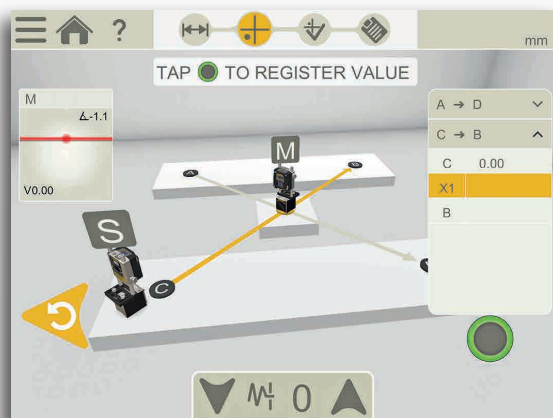 ?
mm
TAP TO REGISTER VALUE
M
∡-1.1
V0.00
A → D
C → B
C 0.00
X1
B
M
S
A
B
C
0